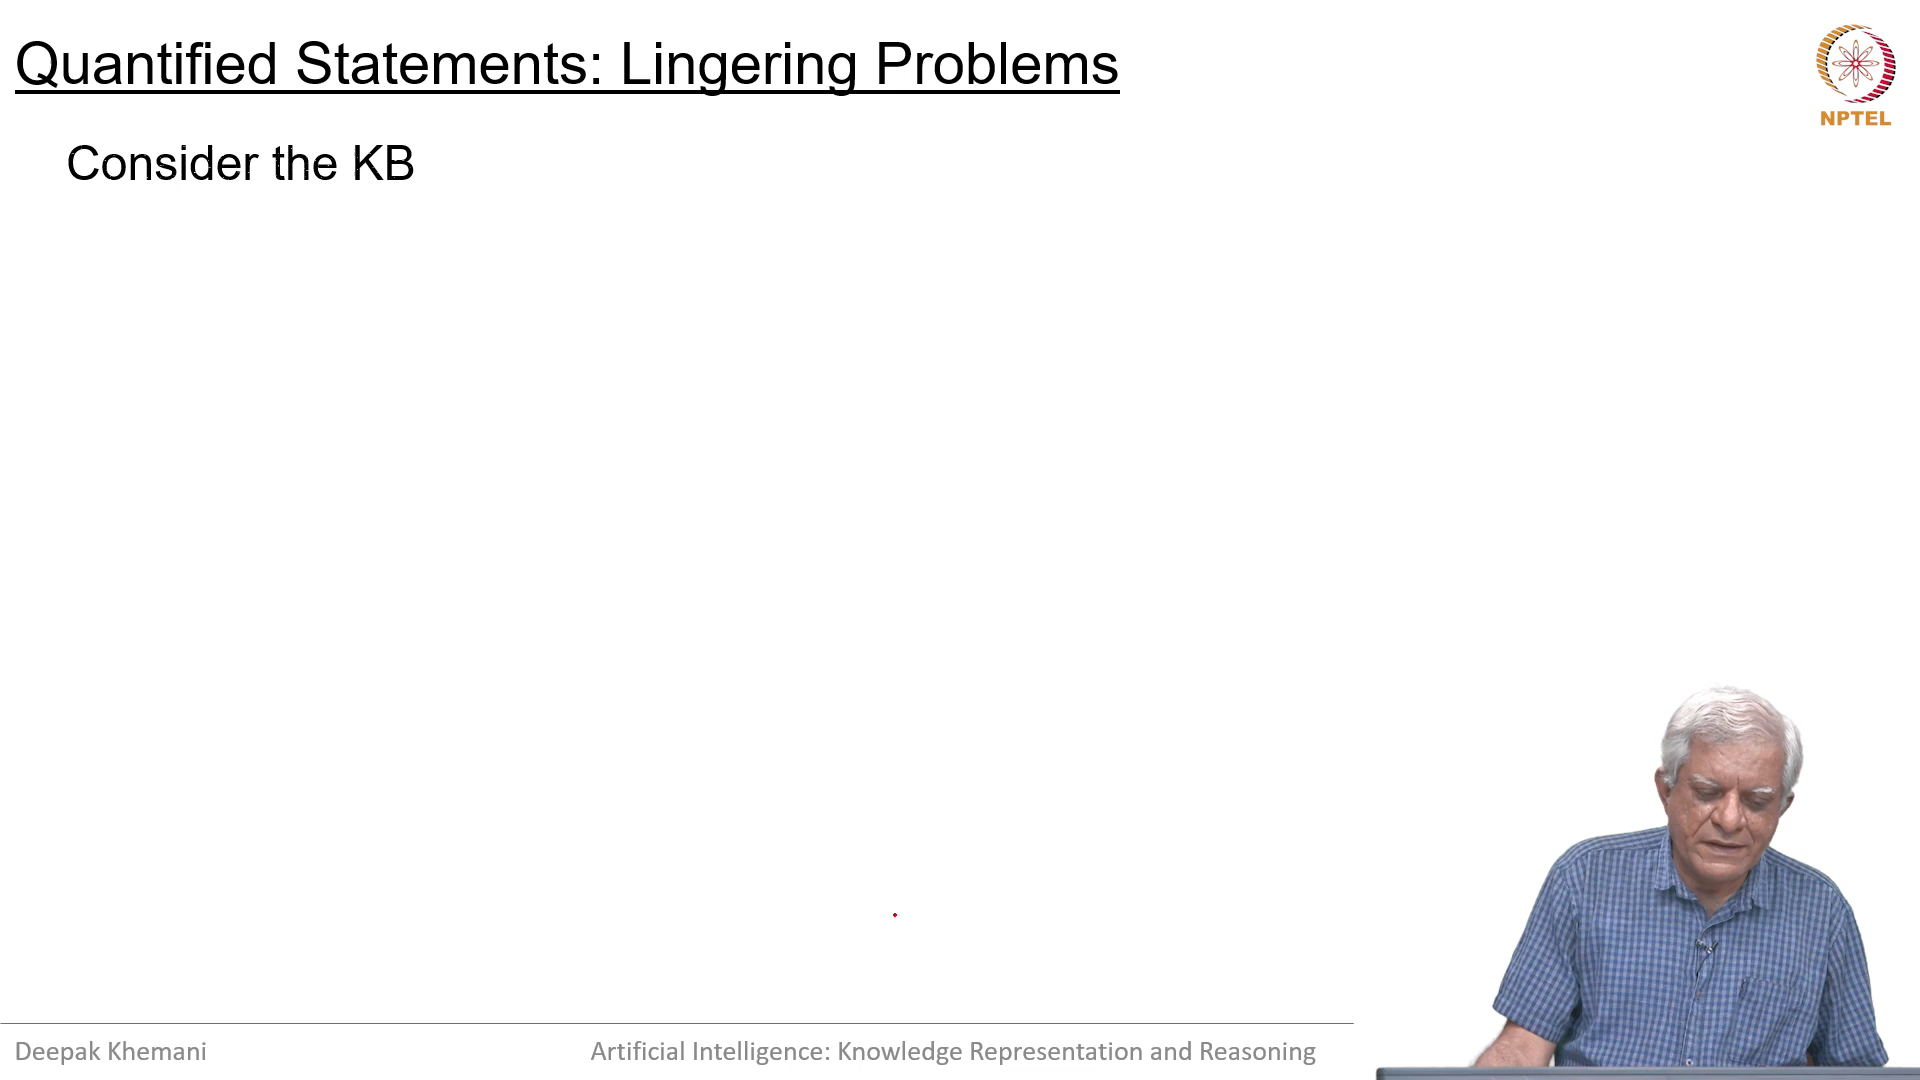 Quantified Statements: Lingering Problems
NPTEL
Consider the KB
Deepak Khemani
Artificial Intelligence: Knowledge Representation and Reasoning